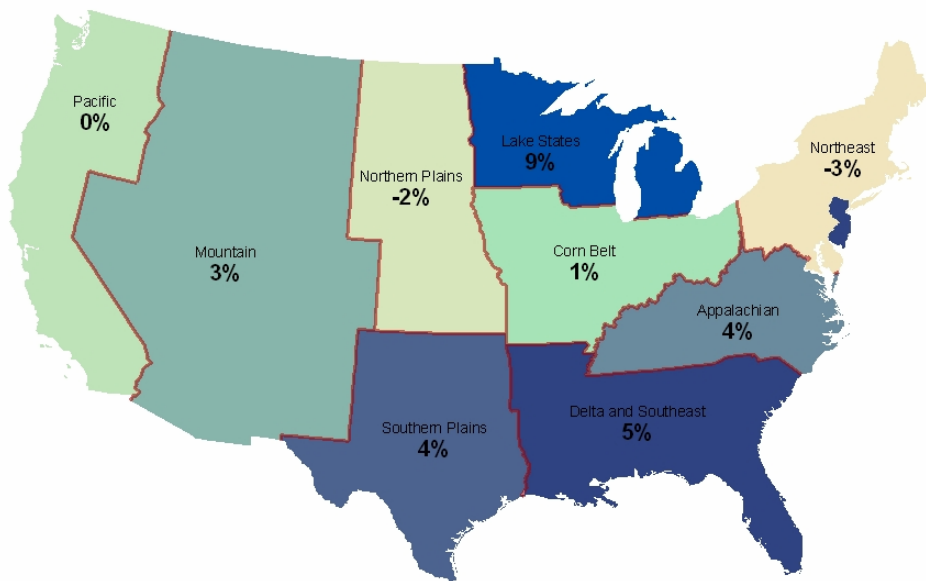 Pacific
0%
Mountain
3%
Northern Plains
-2%
Lake States
9%
Corn Belt
1%
Northeast
-3%
Appalachian
4%
Southern Plains
4%
Delta and Southeast
5%